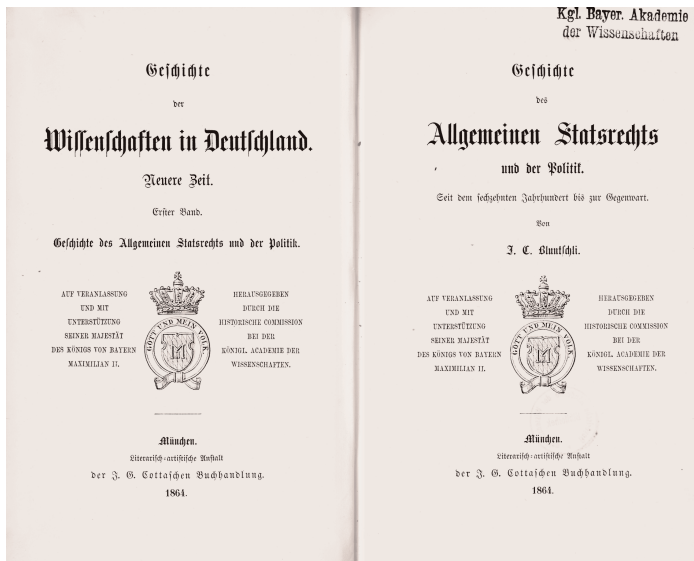 Geschichte
der
Wissenschaften in Deutschland.
Neuere Zeit.
Erster Band.
Geschichte des Allgemeinen Statsrechts und der Politik.
AUF VERANLASSUNG
UND MIT
UNTERSTÜTZUNG
SEINER MAJESTÄT
DES KÖNIGS VON BAYERN
MAXIMILIAN II.
GOTT UND MEIN VOLK.
M
HERAUSGEGEBEN
DURCH DIE
HISTORISCHE COMMISSION
BEI DER
KÖNIGL. ACADEMIE DER
WISSENSCHAFTEN.
München.
Literarisch-artistische Anstalt
der J. G. Cottaschen Buchhandlung.
1864.
Kgl. Bayer. Akademie
der Wissenschaften
Geschichte
des
Allgemeinen Statsrechts
und der Politik.
Seit dem sechzehnten Jahrhundert bis zur Gegenwart.
Von
J. C. Bluntschli.
AUF VERANLASSUNG
UND MIT
UNTERSTÜTZUNG
SEINER MAJESTÄT
DES KÖNIGS VON BAYERN
MAXIMILIAN II.
GOTT UND MEIN VOLK.
M
HERAUSGEGEBEN
DURCH DIE
HISTORISCHE COMMISSION
BEI DER
KÖNIGL. ACADEMIE DER
WISSENSCHAFTEN.
München.
Literarisch-artistische Anstalt
der J. G. Cottaschen Buchhandlung.
1864.